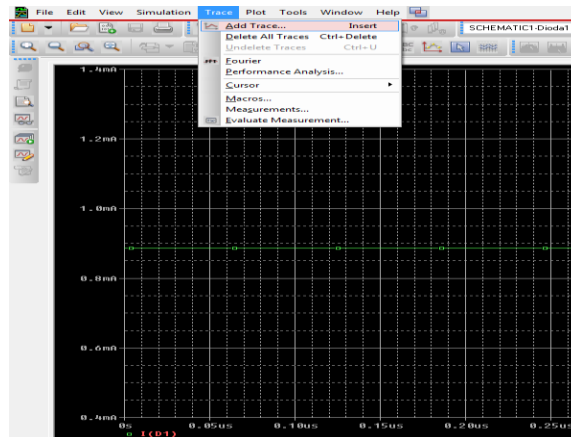 File Edit View Simulation Trace Plot Tools Window Help
Add Trace... Insert
SCHEMATIC1-Dioda1
Delete All Traces Ctrl+Delete
Undelete Traces Ctrl+U
Fourier
Performance Analysis...
Cursor
Macros...
Measurements...
Evaluate Measurement...
1.4mA
1.2mA
1.0mA
0.8mA
0.6mA
0.4mA
0s 0.05us 0.10us 0.15us 0.20us 0.25us
I(D1)